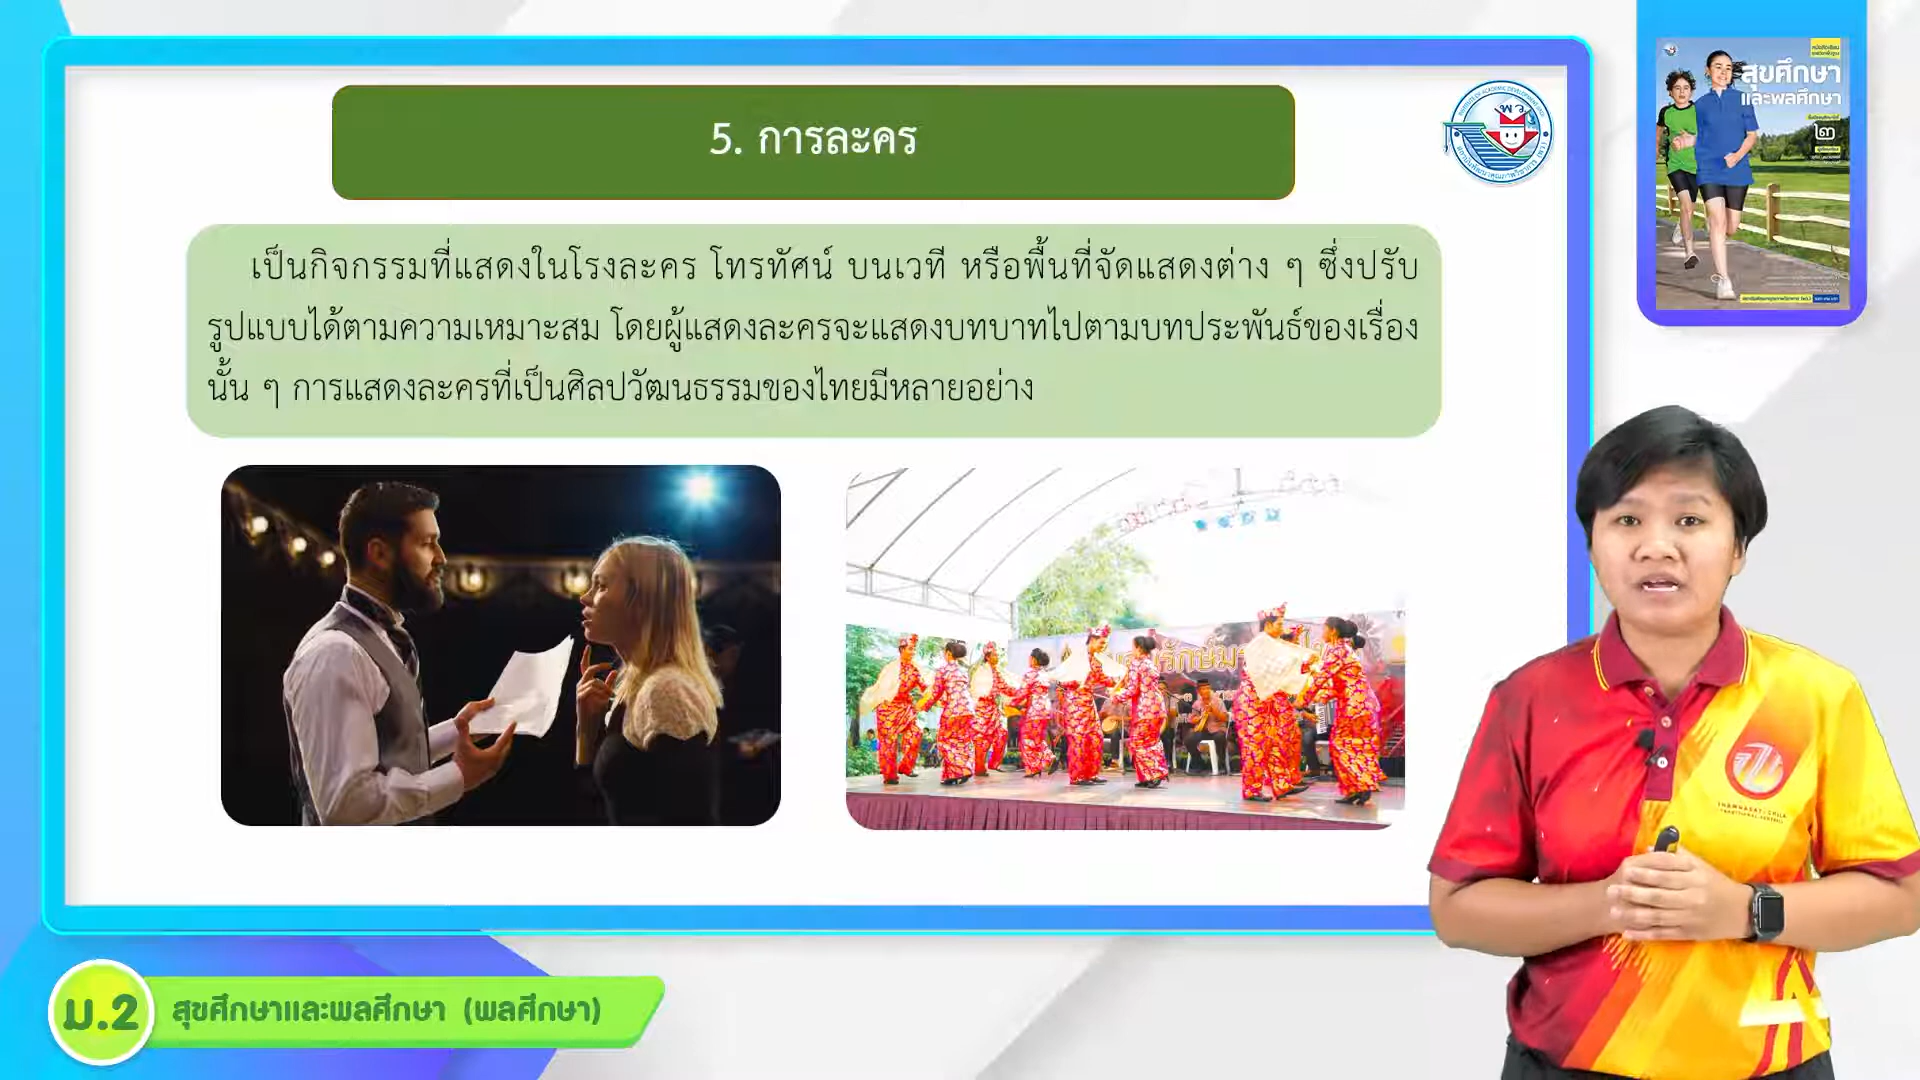 5. การละคร
เป็นกิจกรรมที่แสดงในโรงละคร โทรทัศน์ บนเวที หรือพื้นที่จัดแสดงต่าง ๆ ซึ่งปรับ
รูปแบบได้ตามความเหมาะสม โดยผู้แสดงละครจะแสดงบทบาทไปตามบทประพันธ์ของเรื่อง
นั้น ๆ การแสดงละครที่เป็นศิลปวัฒนธรรมของไทยมีหลายอย่าง
พว
สุขศึกษา
และพลศึกษา
๒
ม.2
สุขศึกษาและพลศึกษา (พลศึกษา)